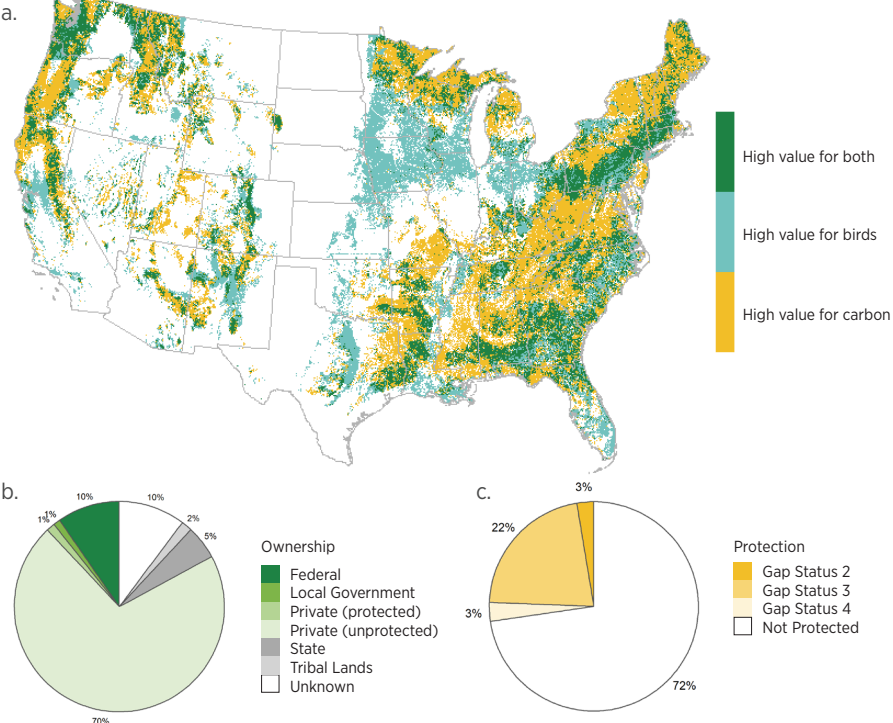 a.
High value for both
High value for birds
High value for carbon
b.
10%
10%
1%
1%
2%
5%
70%
Ownership
Federal
Local Government
Private (protected)
Private (unprotected)
State
Tribal Lands
Unknown
c.
3%
22%
3%
72%
Protection
Gap Status 2
Gap Status 3
Gap Status 4
Not Protected